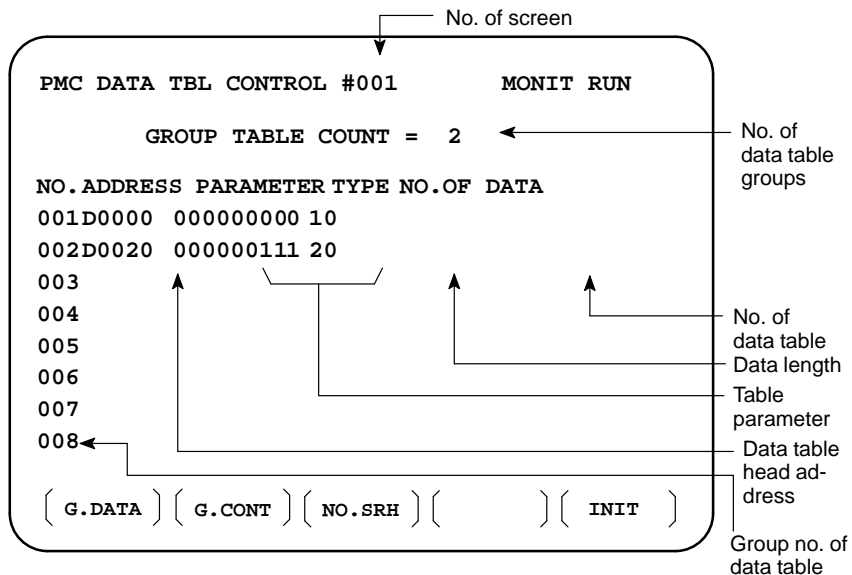 No. of screen
PMC DATA TBL CONTROL #001 MONIT RUN
GROUP TABLE COUNT = 2
No. of
data table
groups
NO.ADDRESS PARAMETER TYPE NO.OF DATA
001D0000 000000000 10
002D0020 000000111 20
003
004
005
006
007
008
No. of
data table
Data length
Table
parameter
Data table
head ad-
dress
Group no. of
data table
G.DATA G.CONT NO.SRH INIT